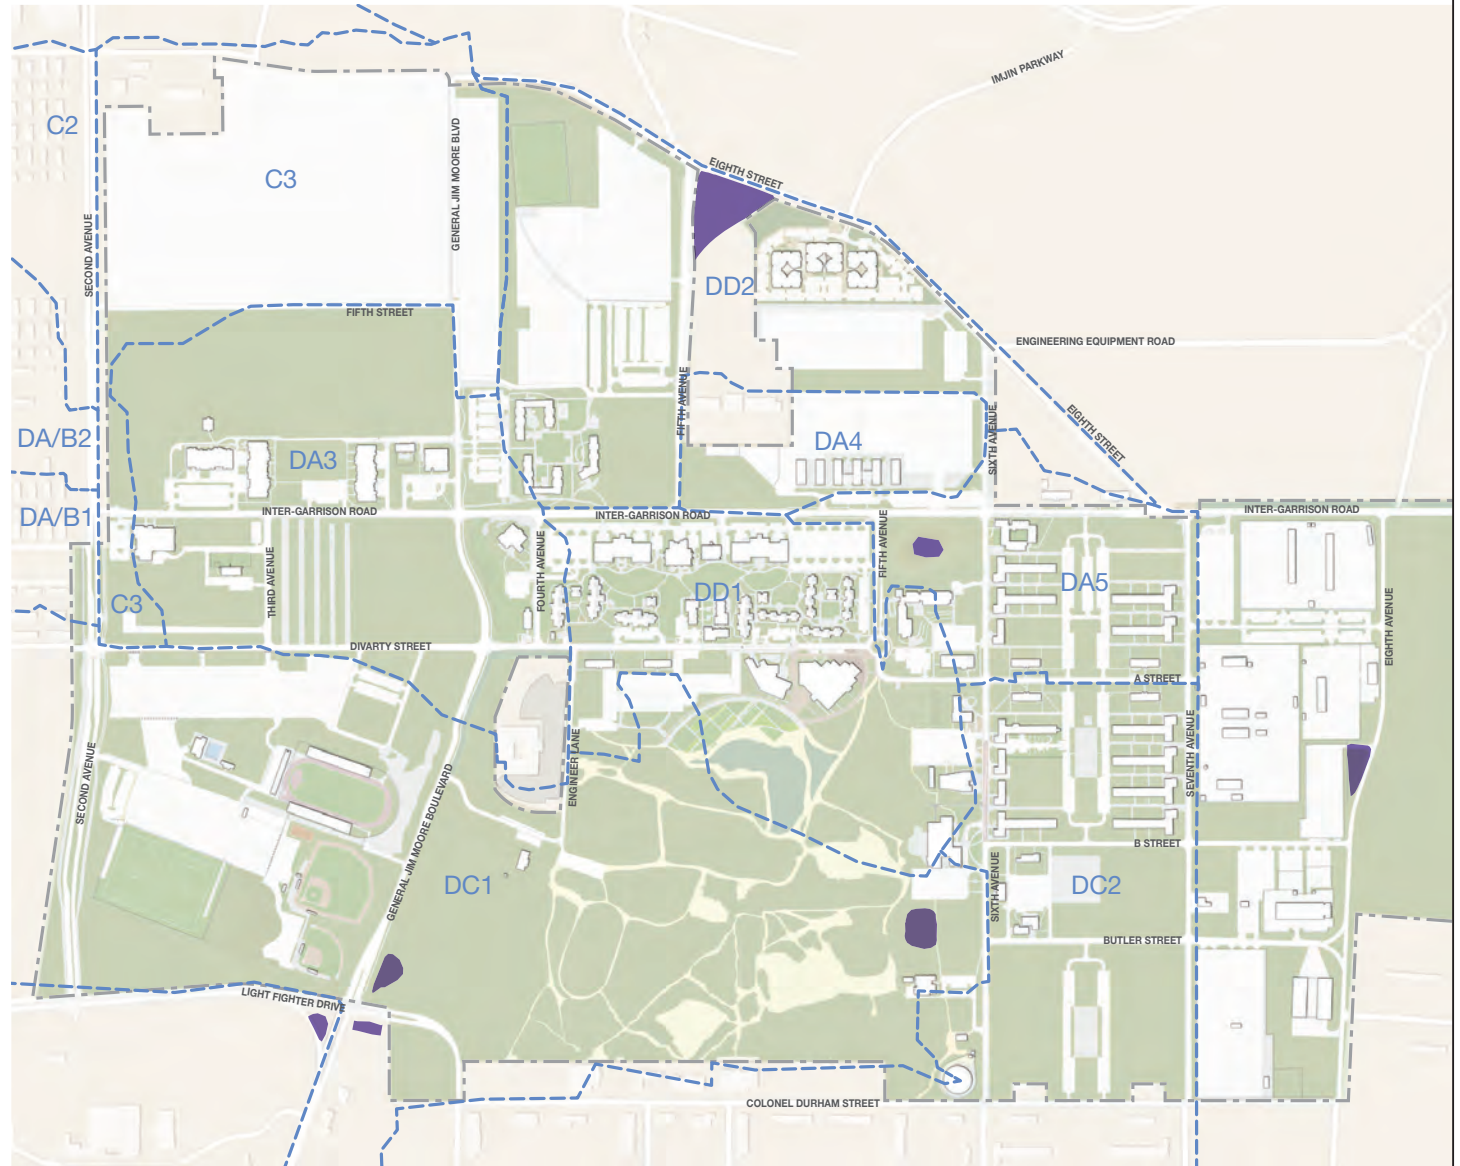 IMJIN PARKWAY
C2
GENERAL JIM MOORE BLVD
EIGHTH STREET
C3
SECOND AVENUE
DD2
FIFTH STREET
ENGINEERING EQUIPMENT ROAD
FIFTH AVENUE
SIXTH AVENUE
EIGHTH STREET
DA/B2
DA3
DA4
DA/B1
INTER-GARRISON ROAD
INTER-GARRISON ROAD
INTER-GARRISON ROAD
THIRD AVENUE
FOURTH AVENUE
FIFTH AVENUE
DA5
DD1
C3
EIGHTH AVENUE
DIVARTY STREET
A STREET
SECOND AVENUE
ENGINEER LANE
SEVENTH AVENUE
GENERAL JIM MOORE BOULEVARD
B STREET
DC1
SIXTH AVENUE
DC2
BUTLER STREET
LIGHT FIGHTER DRIVE
COLONEL DURHAM STREET